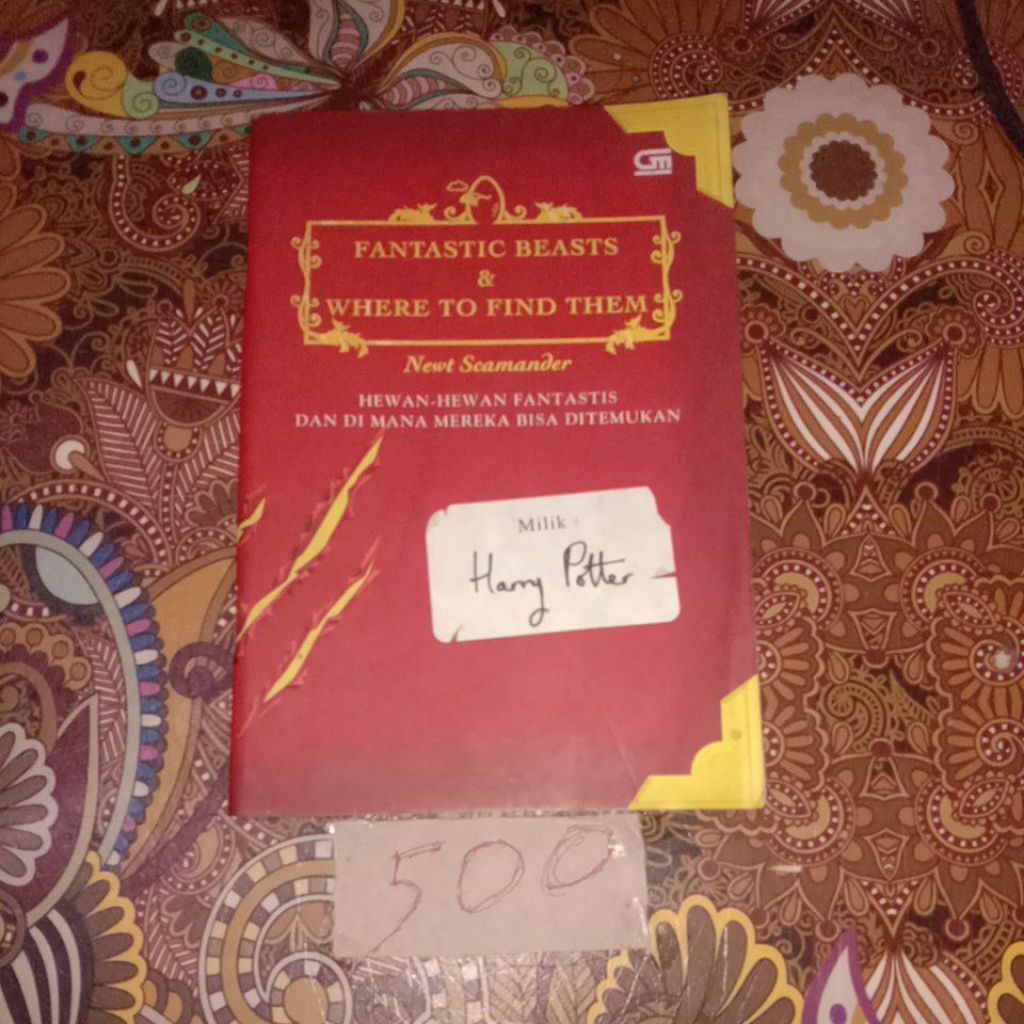 GM
FANTASTIC BEASTS
&
WHERE TO FIND THEM
Newt Scamander
HEWAN-HEWAN FANTASTIS
DAN DI MANA MEREKA BISA DITEMUKAN
Milik :
Harry Potter
500